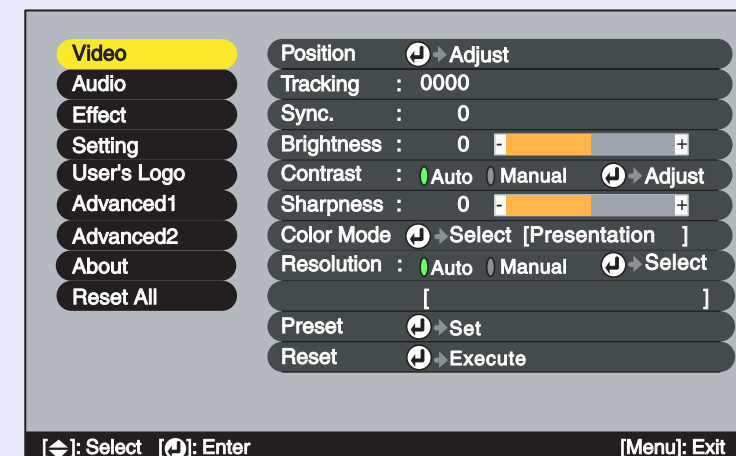 Video
Audio
Effect
Setting
User's Logo
Advanced1
Advanced2
About
Reset All
Position Adjust
Tracking : 0000
Sync. : 0
Brightness : 0 - +
Contrast : Auto Manual Adjust
Sharpness : 0 - +
Color Mode Select [Presentation ]
Resolution : Auto Manual Select
[ ]
Preset Set
Reset Execute
[ ]: Select [ ]: Enter [Menu]: Exit